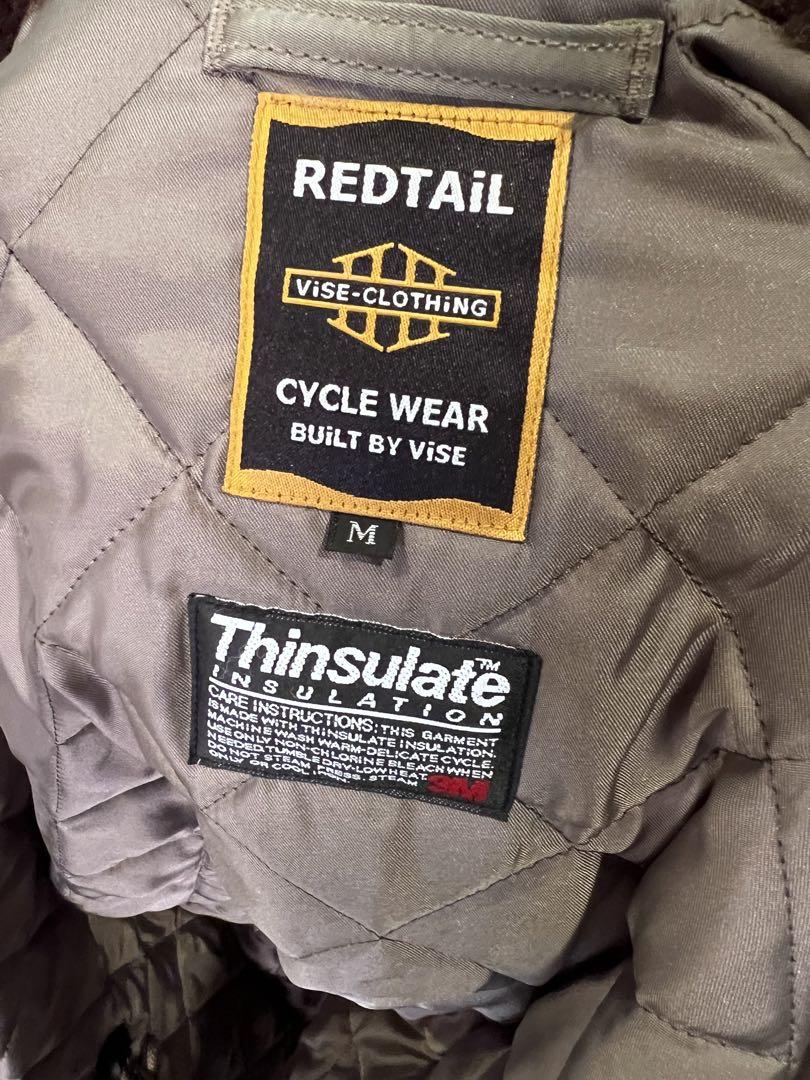 REDTAiL
ViSE-CLOTHiNG
CYCLE WEAR
BUiLT BY ViSE
M
Thinsulate™
INSULATION
CARE INSTRUCTIONS: THIS GARMENT
IS MADE WITH THINSULATE INSULATION.
MACHINE WASH WARM-DELICATE CYCLE.
USE ONLY NON-CHLORINE BLEACH WHEN
NEEDED. TUMBLE DRY-LOW HEAT.
DO NOT STEAM PRESS. STEAM
ONLY OR COOL IRON.
3M